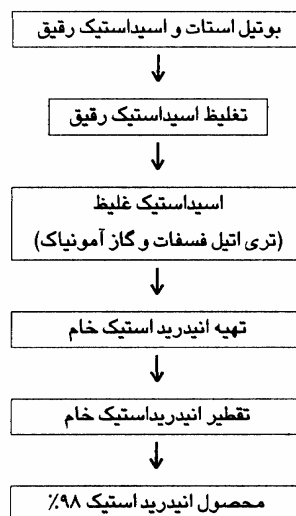 بوتیل استات و اسیداستیک رقیق
تغلیظ اسیداستیک رقیق
اسیداستیک غلیظ
(تری اتیل فسفات و گاز آمونیاک)
تهیه انیدرید استیک خام
تقطیر انیدریداستیک خام
محصول انیدرید استیک ۹۸٪